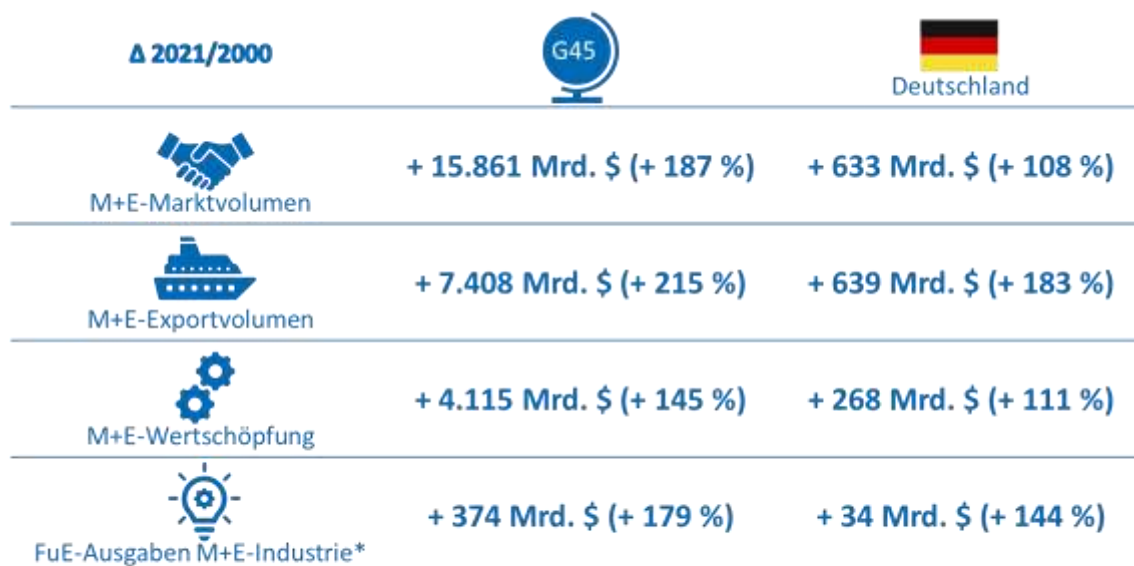 Δ 2021/2000
G45
Deutschland
M+E-Marktvolumen
+ 15.861 Mrd. $ (+ 187 %)
+ 633 Mrd. $ (+ 108 %)
M+E-Exportvolumen
+ 7.408 Mrd. $ (+ 215 %)
+ 639 Mrd. $ (+ 183 %)
M+E-Wertschöpfung
+ 4.115 Mrd. $ (+ 145 %)
+ 268 Mrd. $ (+ 111 %)
FuE-Ausgaben M+E-Industrie*
+ 374 Mrd. $ (+ 179 %)
+ 34 Mrd. $ (+ 144 %)